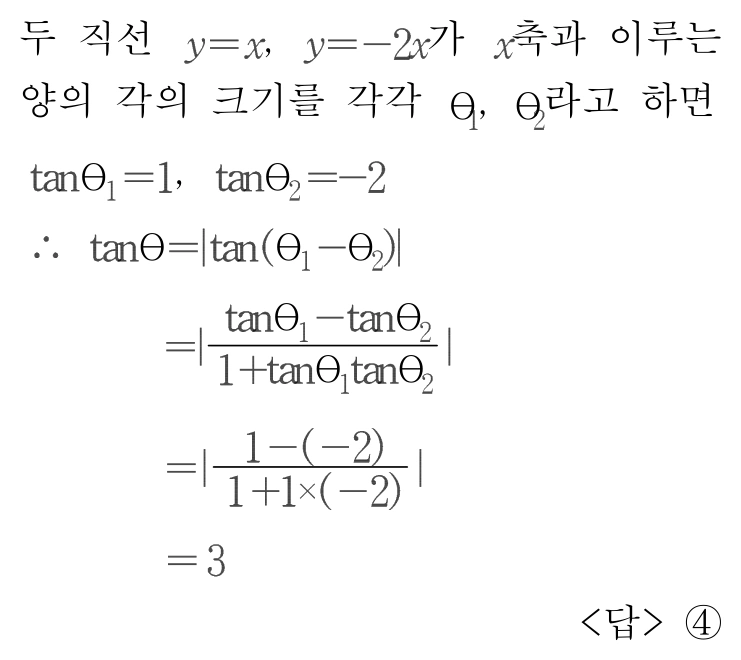 두 직선 y=x, y=-2x가 x축과 이루는
양의 각의 크기를 각각 θ₁, θ₂라고 하면
tanθ₁=1, tanθ₂=-2
∴ tanθ=|tan(θ₁-θ₂)|
=|(tanθ₁-tanθ₂)/(1+tanθ₁tanθ₂)|
=|(1-(-2))/(1+1×(-2))|
=3
<답> ④